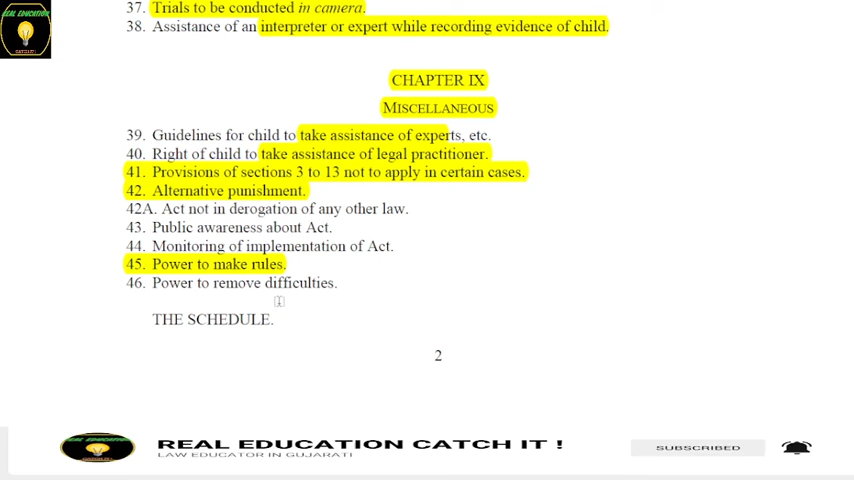 37. Trials to be conducted in camera.
38. Assistance of an interpreter or expert while recording evidence of child.
CHAPTER IX
MISCELLANEOUS
39. Guidelines for child to take assistance of experts, etc.
40. Right of child to take assistance of legal practitioner.
41. Provisions of sections 3 to 13 not to apply in certain cases.
42. Alternative punishment.
42A. Act not in derogation of any other law.
43. Public awareness about Act.
44. Monitoring of implementation of Act.
45. Power to make rules.
46. Power to remove difficulties.
THE SCHEDULE.
2
REAL EDUCATION CATCH IT !
LAW EDUCATOR IN GUJARATI
SUBSCRIBED
REAL EDUCATION